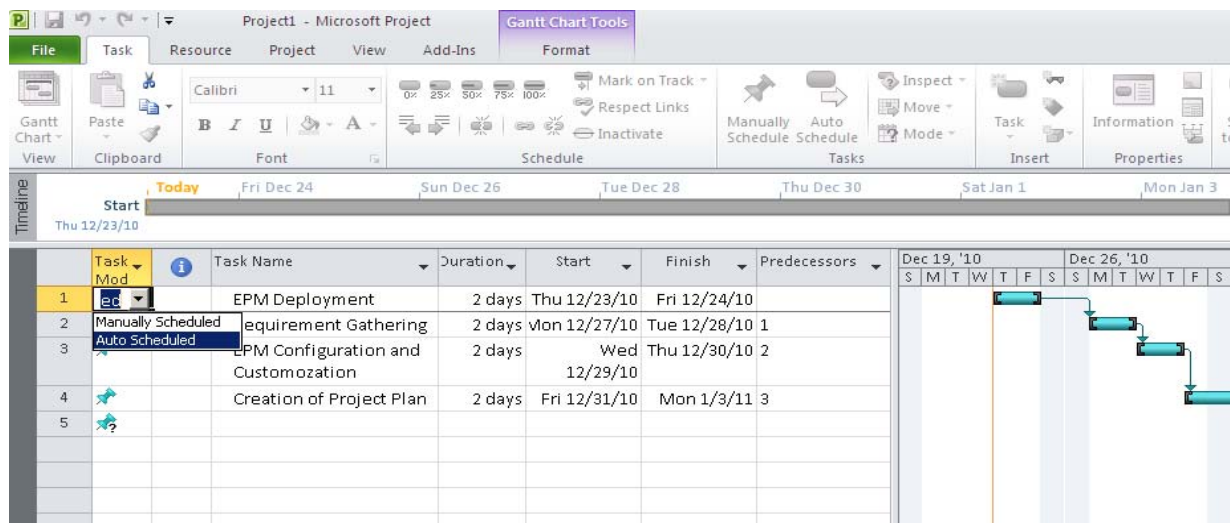 Project1 - Microsoft Project
Gantt Chart Tools
File Task Resource Project View Add-Ins Format
Gantt Chart
View
Paste
Clipboard
Calibri 11
B I U A
Font
0% 25% 50% 75% 100%
Mark on Track
Respect Links
Inactivate
Schedule
Manually Schedule
Auto Schedule
Inspect
Move
Mode
Tasks
Task
Insert
Information
Properties
Timeline
Today Fri Dec 24 Sun Dec 26 Tue Dec 28 Thu Dec 30 Sat Jan 1 Mon Jan 3
Start
Thu 12/23/10
Task Mod Task Name Duration Start Finish Predecessors Dec 19, '10 Dec 26, '10
S M T W T F S S M T W T F S
1 ed EPM Deployment 2 days Thu 12/23/10 Fri 12/24/10
Manually Scheduled
Auto Scheduled
2 equirement Gathering 2 days Mon 12/27/10 Tue 12/28/10 1
3 EPM Configuration and Customozation 2 days Wed 12/29/10 Thu 12/30/10 2
4 Creation of Project Plan 2 days Fri 12/31/10 Mon 1/3/11 3
5